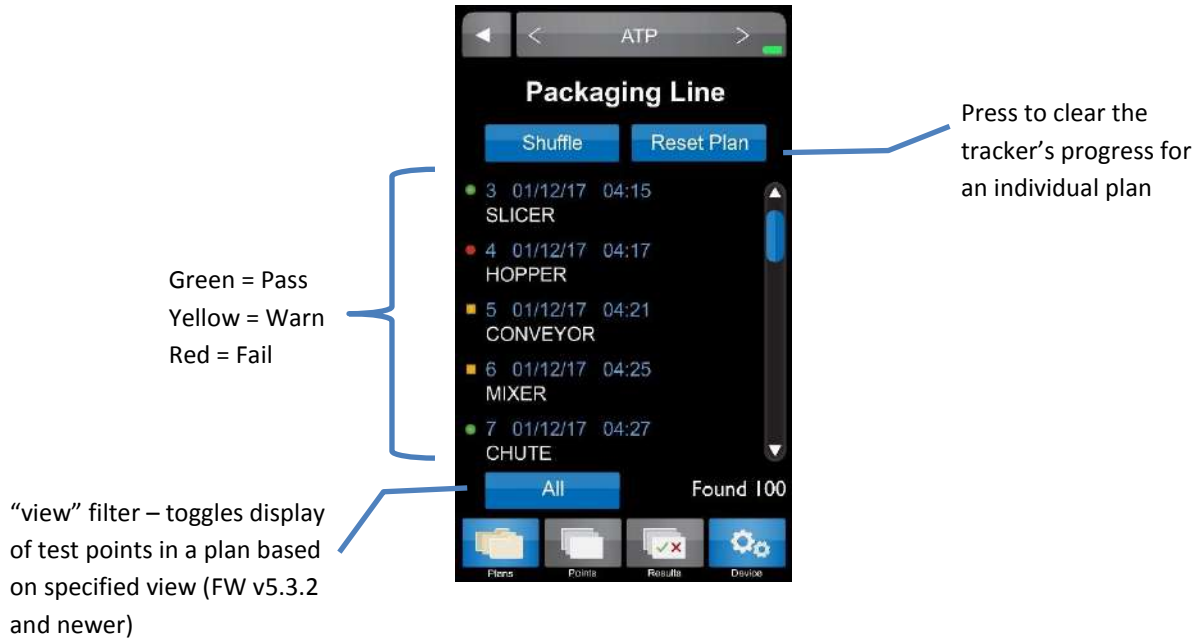 < ATP >
Packaging Line
Shuffle Reset Plan
Press to clear the
tracker’s progress for
an individual plan
3 01/12/17 04:15
SLICER
4 01/12/17 04:17
HOPPER
5 01/12/17 04:21
CONVEYOR
6 01/12/17 04:25
MIXER
7 01/12/17 04:27
CHUTE
Green = Pass
Yellow = Warn
Red = Fail
All Found 100
“view” filter – toggles display
of test points in a plan based
on specified view (FW v5.3.2
and newer)
Plans Points Results Device